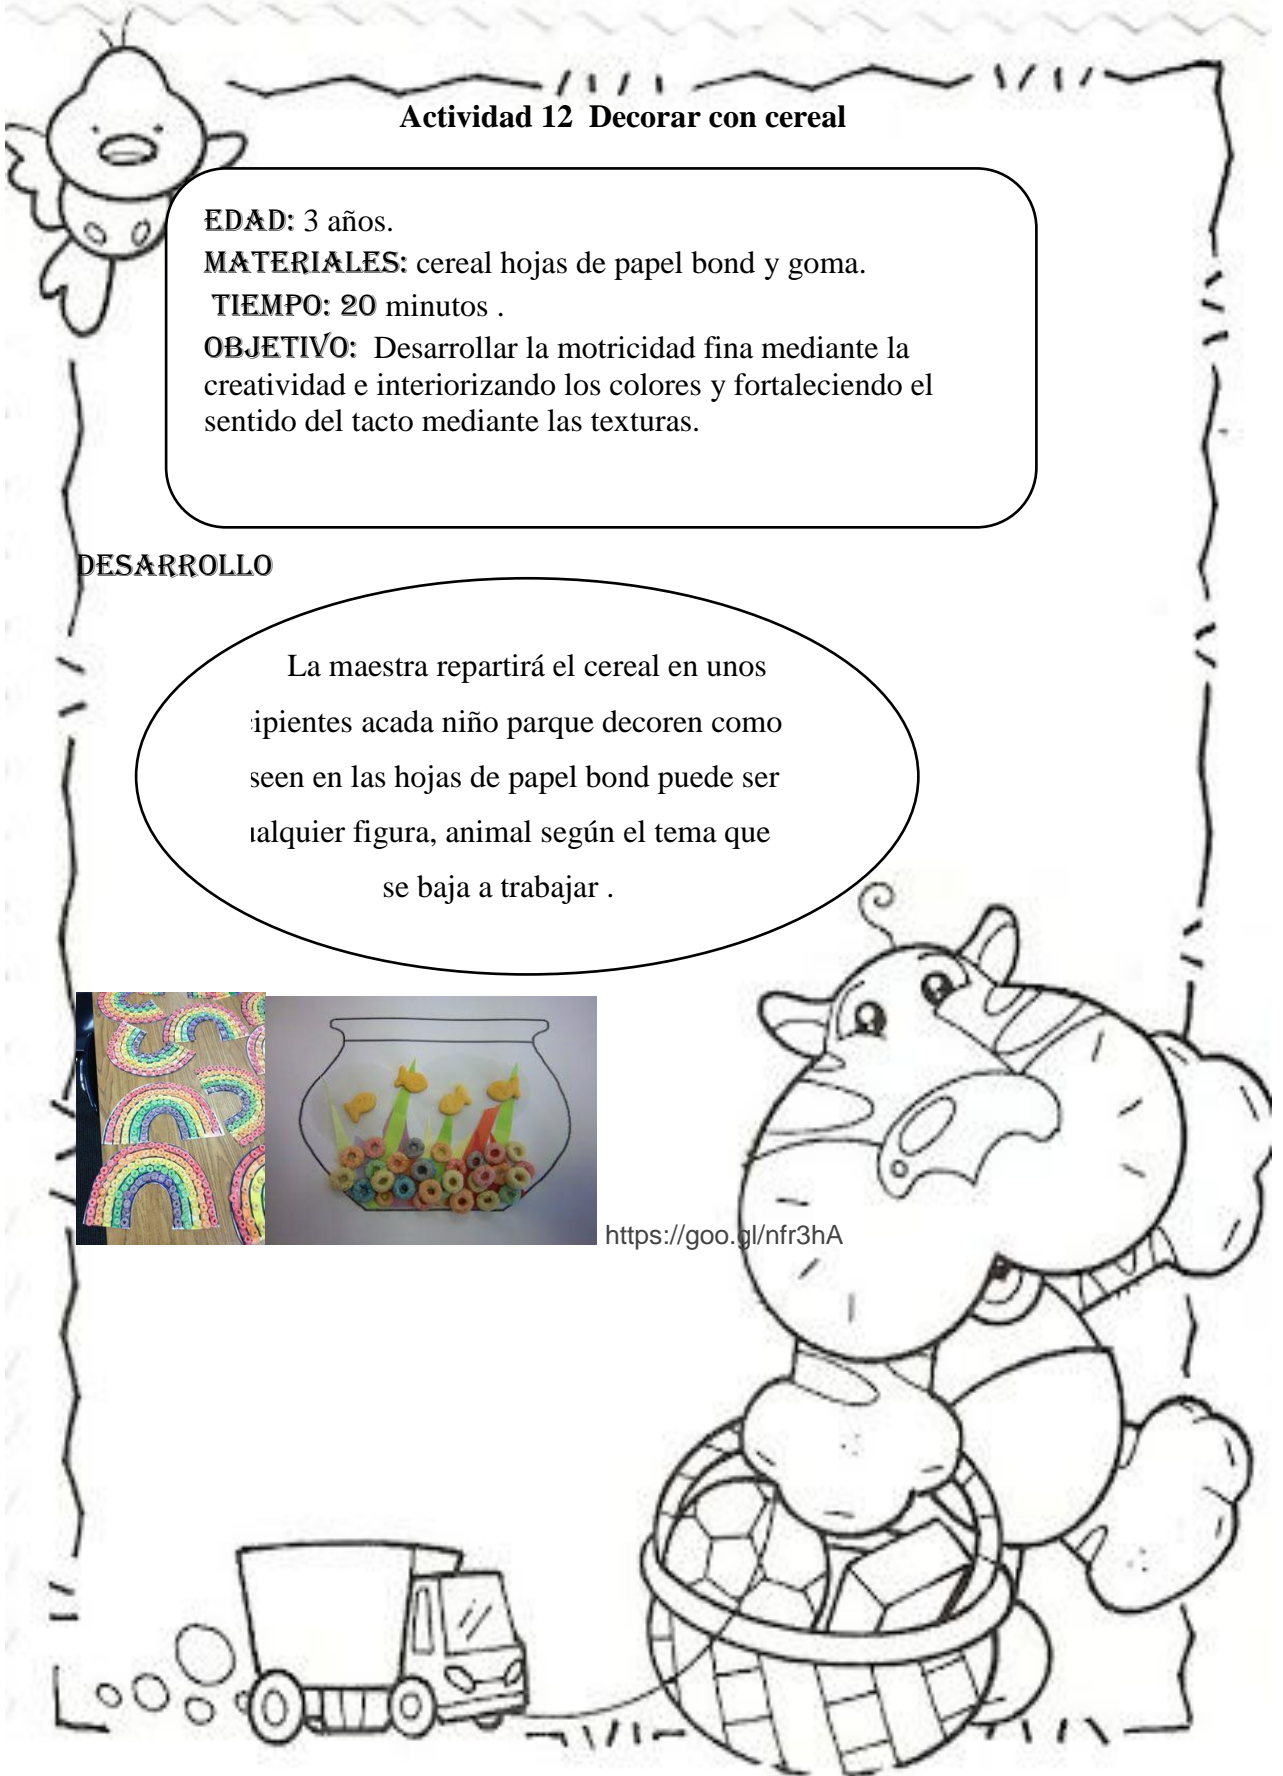 Actividad 12 Decorar con cereal
EDAD: 3 años.
MATERIALES: cereal hojas de papel bond y goma.
TIEMPO: 20 minutos .
OBJETIVO: Desarrollar la motricidad fina mediante la
creatividad e interiorizando los colores y fortaleciendo el
sentido del tacto mediante las texturas.
DESARROLLO
La maestra repartirá el cereal en unos
ipientes acada niño parque decoren como
seen en las hojas de papel bond puede ser
alquier figura, animal según el tema que
se baja a trabajar .
https://goo.gl/nfr3hA